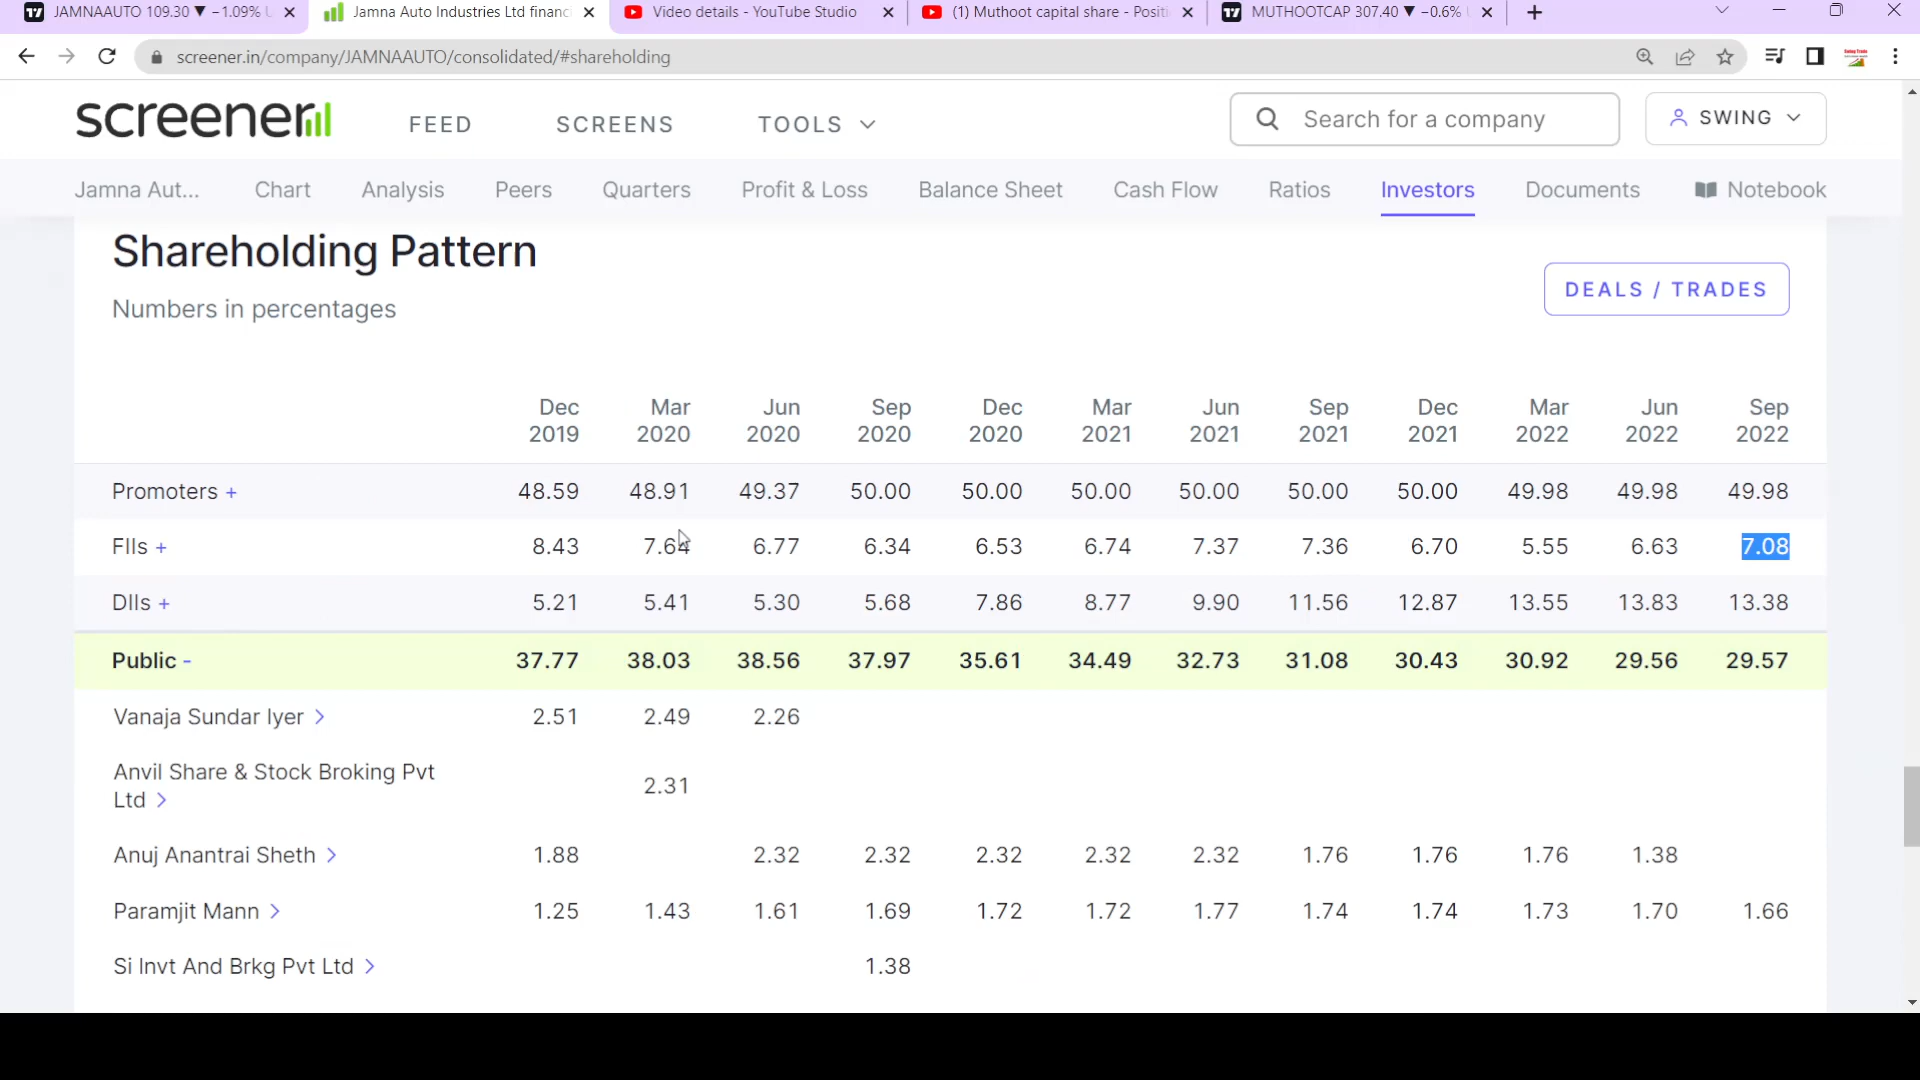 JAMNAAUTO 109.30 ▼ −1.09% U
Jamna Auto Industries Ltd financi
Video details - YouTube Studio
(1) Muthoot capital share - Positi
MUTHOOTCAP 307.40 ▼ −0.6% U
screener.in/company/JAMNAAUTO/consolidated/#shareholding
screener
FEED SCREENS TOOLS
Search for a company
SWING
Jamna Aut... Chart Analysis Peers Quarters Profit & Loss Balance Sheet Cash Flow Ratios Investors Documents Notebook
Shareholding Pattern
Numbers in percentages
DEALS / TRADES
Dec Mar Jun Sep Dec Mar Jun Sep Dec Mar Jun Sep
2019 2020 2020 2020 2020 2021 2021 2021 2021 2022 2022 2022
Promoters + 48.59 48.91 49.37 50.00 50.00 50.00 50.00 50.00 50.00 49.98 49.98 49.98
FIIs + 8.43 7.64 6.77 6.34 6.53 6.74 7.37 7.36 6.70 5.55 6.63 7.08
DIIs + 5.21 5.41 5.30 5.68 7.86 8.77 9.90 11.56 12.87 13.55 13.83 13.38
Public - 37.77 38.03 38.56 37.97 35.61 34.49 32.73 31.08 30.43 30.92 29.56 29.57
Vanaja Sundar Iyer > 2.51 2.49 2.26
Anvil Share & Stock Broking Pvt
Ltd > 2.31
Anuj Anantrai Sheth > 1.88 2.32 2.32 2.32 2.32 2.32 1.76 1.76 1.76 1.38
Paramjit Mann > 1.25 1.43 1.61 1.69 1.72 1.72 1.77 1.74 1.74 1.73 1.70 1.66
Si Invt And Brkg Pvt Ltd > 1.38